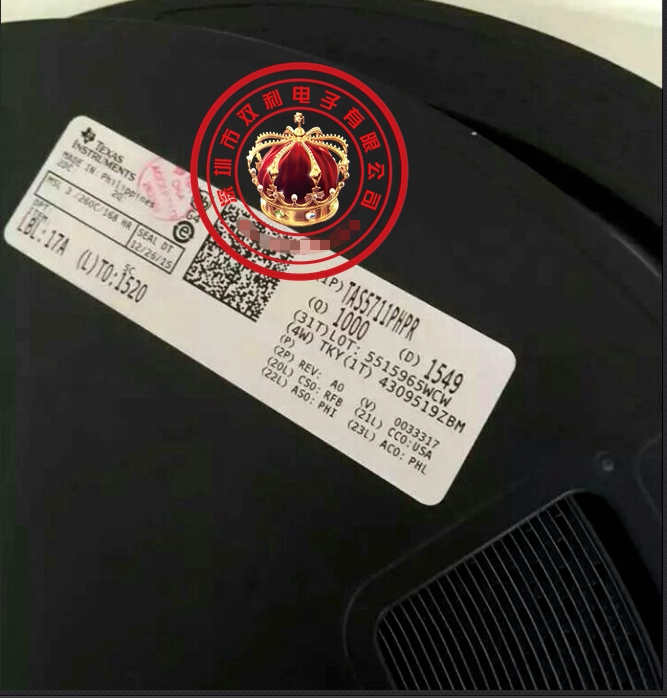 深圳市双利电子有限公司
TEXAS
INSTRUMENTS
MADE IN: Philippines
2DC: 2Q:
MSL 3 /260C/168 HR
SEAL DT
12/26/15
OPT:
ITEM:
LBL: 17A (L)TO:1520
(1P) TAS5711PHPR
(Q) 1000 (D) 1549
(31T)LOT: 5515965WCW
(4W) TKY(1T) 4309519ZBM
(P)
(2P) REV: A0 (V) 0033317
(20L) CSO: RFB (21L) CCO:USA
(22L) ASO: PHI (23L) ACO: PHL